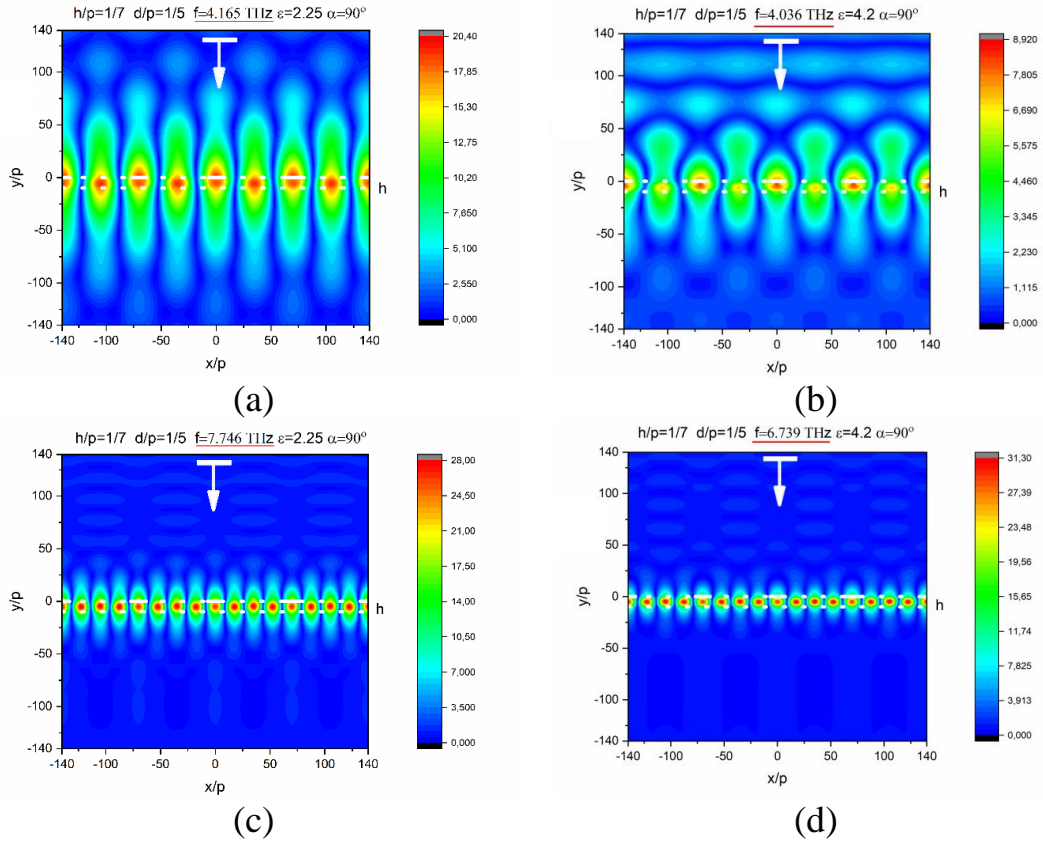 h/p=1/7 d/p=1/5 f=4.165 THz ε=2.25 α=90°
140
100
50
0
-50
-100
-140
y/p
-140 -100 -50 0 50 100 140
x/p
h
20,40
17,85
15,30
12,75
10,20
7,650
5,100
2,550
0,000
(a)
h/p=1/7 d/p=1/5 f=4.036 THz ε=4.2 α=90°
140
100
50
0
-50
-100
-140
y/p
-140 -100 -50 0 50 100 140
x/p
h
8,920
7,805
6,690
5,575
4,460
3,345
2,230
1,115
0,000
(b)
h/p=1/7 d/p=1/5 f=7.746 THz ε=2.25 α=90°
140
100
50
0
-50
-100
-140
y/p
-140 -100 -50 0 50 100 140
x/p
h
28,00
24,50
21,00
17,50
14,00
10,50
7,000
3,500
0,000
(c)
h/p=1/7 d/p=1/5 f=6.739 THz ε=4.2 α=90°
140
100
50
0
-50
-100
-140
y/p
-140 -100 -50 0 50 100 140
x/p
h
31,30
27,39
23,48
19,56
15,65
11,74
7,825
3,913
0,000
(d)